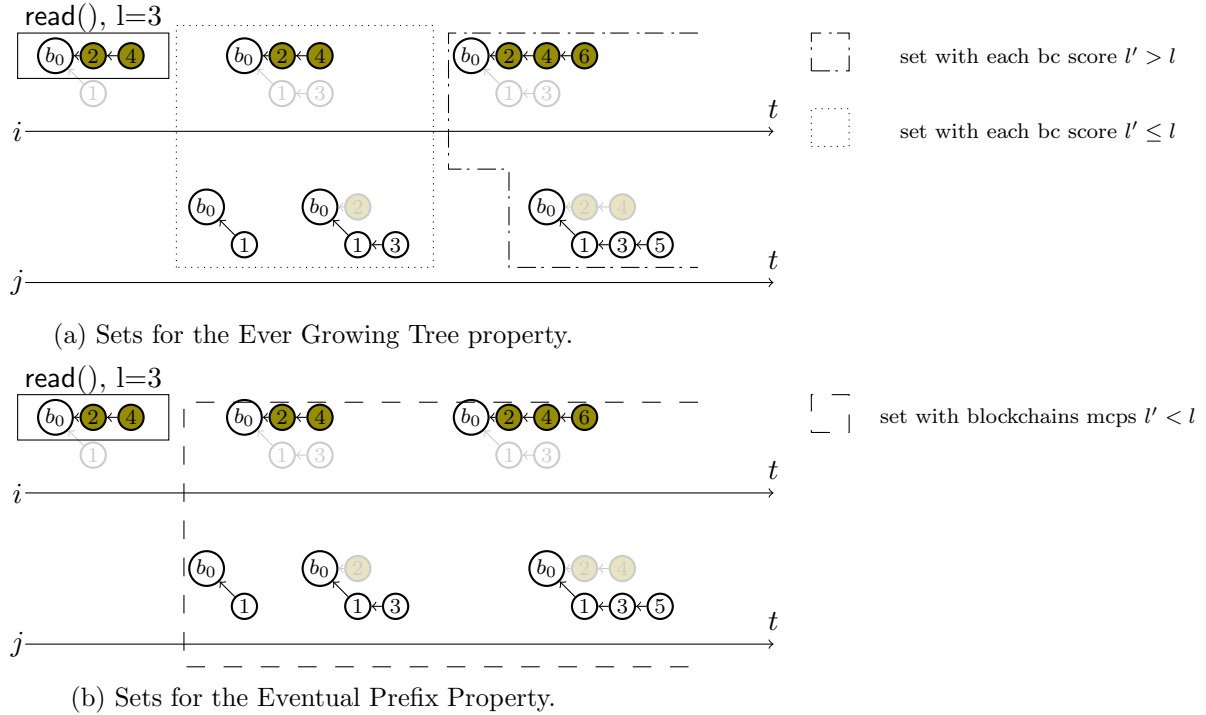 read(), l=3
b0 2 4 b0 2 4 b0 2 4 6 set with each bc score l′ > l
1 1 3 1 3
t
i set with each bc score l′ ≤ l
b0 b0 2 b0 2 4
1 1 3 1 3 5
t
j
(a) Sets for the Ever Growing Tree property.
read(), l=3
b0 2 4 b0 2 4 b0 2 4 6 set with blockchains mcps l′ < l
1 1 3 1 3
t
i
b0 b0 2 b0 2 4
1 1 3 1 3 5
t
j
(b) Sets for the Eventual Prefix Property.